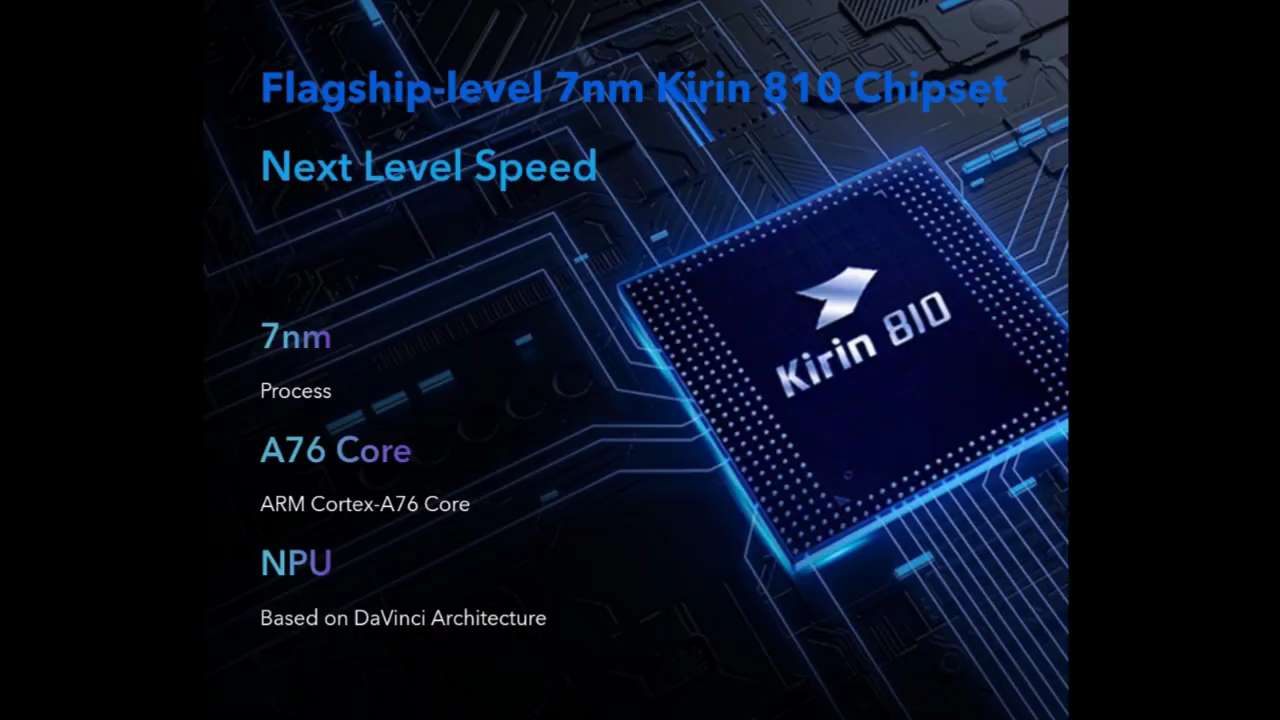 Flagship-level 7nm Kirin 810 Chipset
Next Level Speed
7nm
Process
A76 Core
ARM Cortex-A76 Core
NPU
Based on DaVinci Architecture
Kirin 810